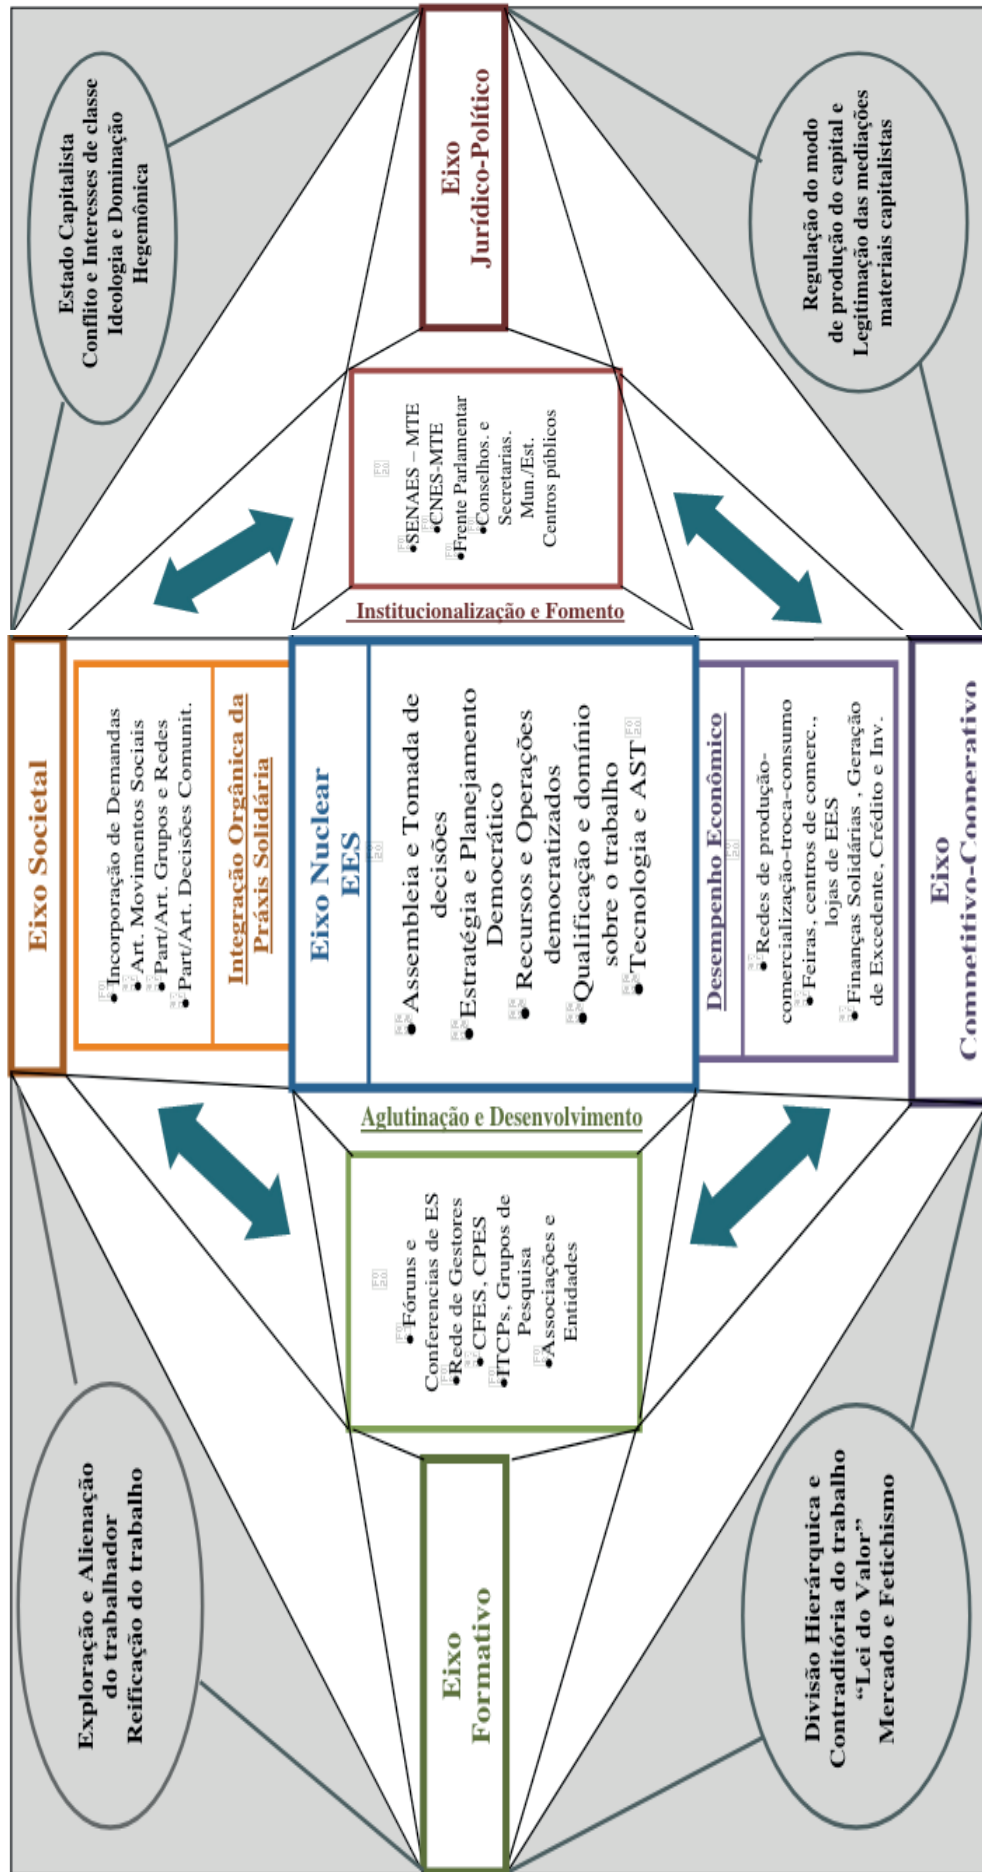 Exploração e Alienação
do trabalhador
Reificação do trabalho
Eixo Societal
• Incorporação de Demandas
• Art. Movimentos Sociais
• Part/Art. Grupos e Redes
• Part/Art. Decisões Comunit.
Integração Orgânica da
Práxis Solidária
Estado Capitalista
Conflito e Interesses de classe
Ideologia e Dominação
Hegemônica
Eixo
Formativo
Aglutinação e Desenvolvimento
• Fóruns e
Conferencias de ES
• Rede de Gestores
• CFES, CPES
• ITCPs, Grupos de
Pesquisa
• Associações e
Entidades
Eixo Nuclear
EES
• Assembleia e Tomada de
decisões
• Estratégia e Planejamento
Democrático
• Recursos e Operações
democratizados
• Qualificação e domínio
sobre o trabalho
• Tecnologia e AST
Institucionalização e Fomento
• SENAES – MTE
• CNES-MTE
• Frente Parlamentar
• Conselhos. e
Secretarias.
Mun./Est.
Centros públicos
Eixo
Jurídico-Político
Divisão Hierárquica e
Contraditória do trabalho
“Lei do Valor”
Mercado e Fetichismo
Desempenho Econômico
• Redes de produção-
comercialização-troca-consumo
• Feiras, centros de comerc.,
lojas de EES
• Finanças Solidárias , Geração
de Excedente, Crédito e Inv.
Eixo
Competitivo-Cooperativo
Regulação do modo
de produção do capital e
Legitimação das mediações
materiais capitalistas